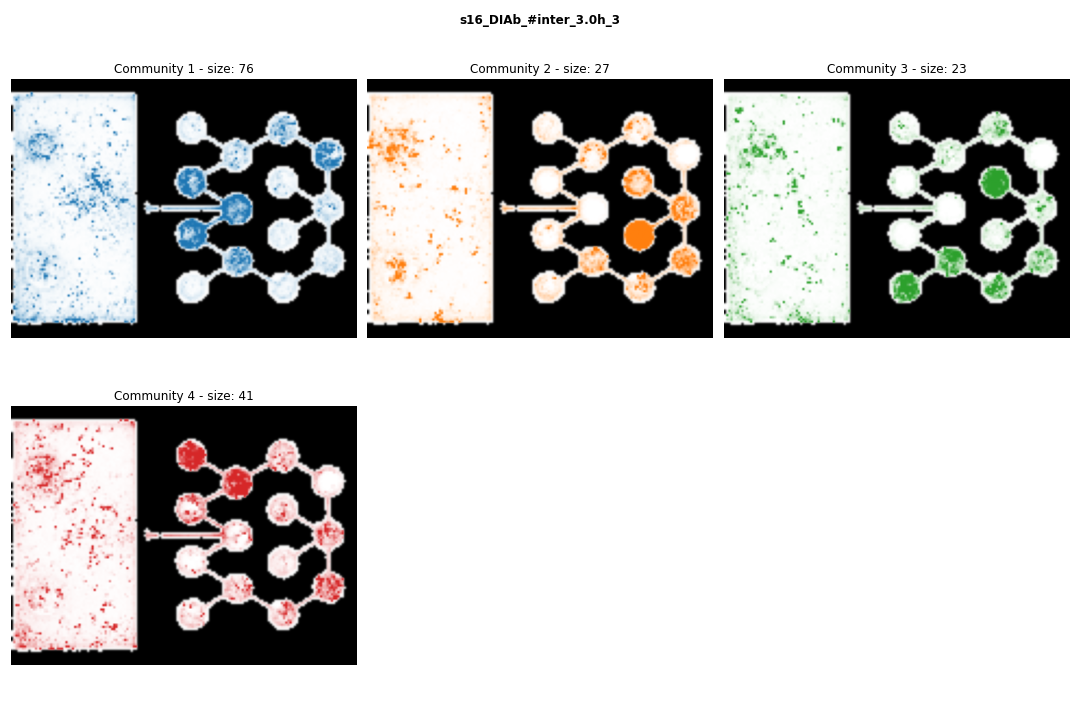 s16_DIAb_#inter_3.0h_3
Community 1 - size: 76
Community 2 - size: 27
Community 3 - size: 23
Community 4 - size: 41